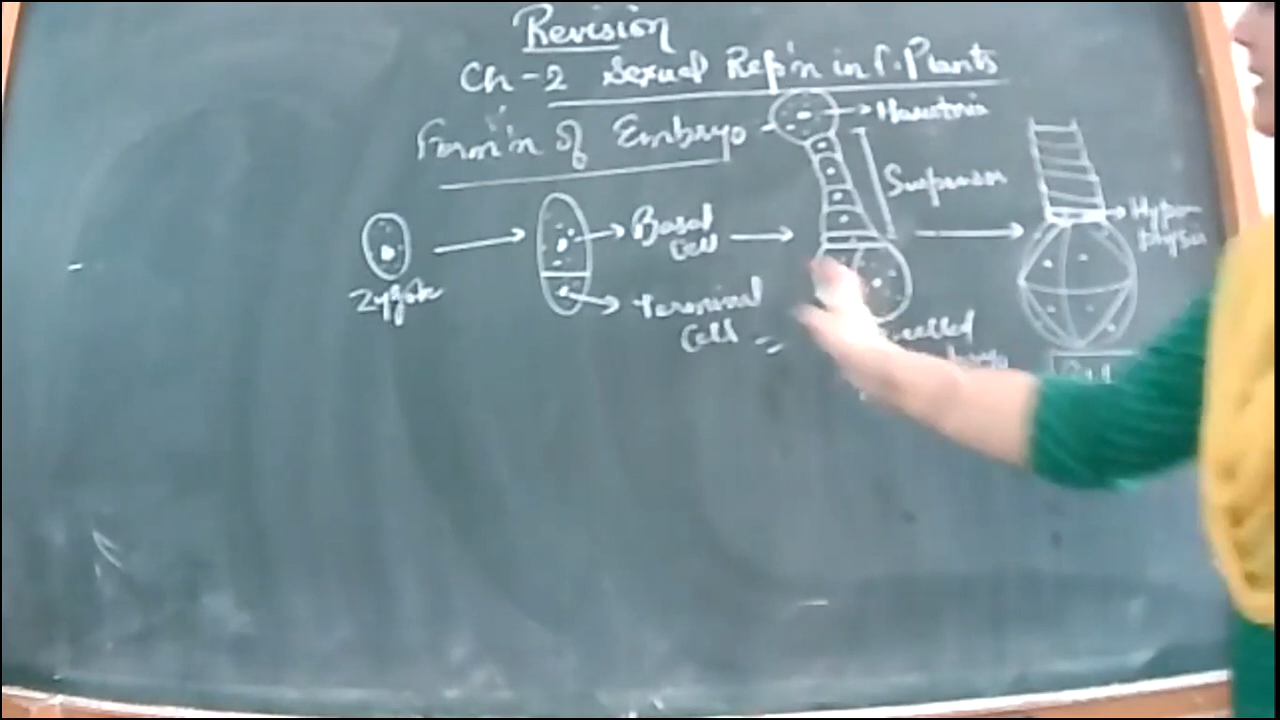 Revision
Ch-2 Sexual Rep'n in f. Plants
Form'n of Embryo
Haustoria
Suspensor
Hypo-
physis
Basal
Cell
Zygote
Terminal
Cell
celled